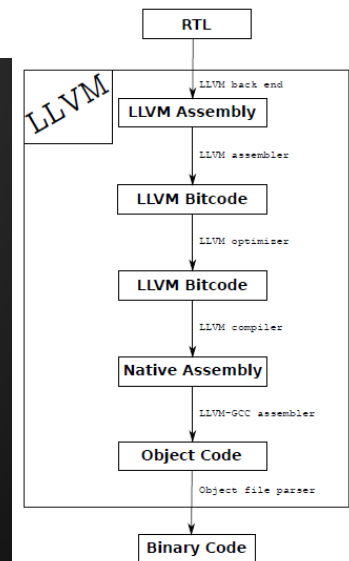 RTL
LLVM back end
LLVM
LLVM Assembly
LLVM assembler
LLVM Bitcode
LLVM optimizer
LLVM Bitcode
LLVM compiler
Native Assembly
LLVM-GCC assembler
Object Code
Object file parser
Binary Code